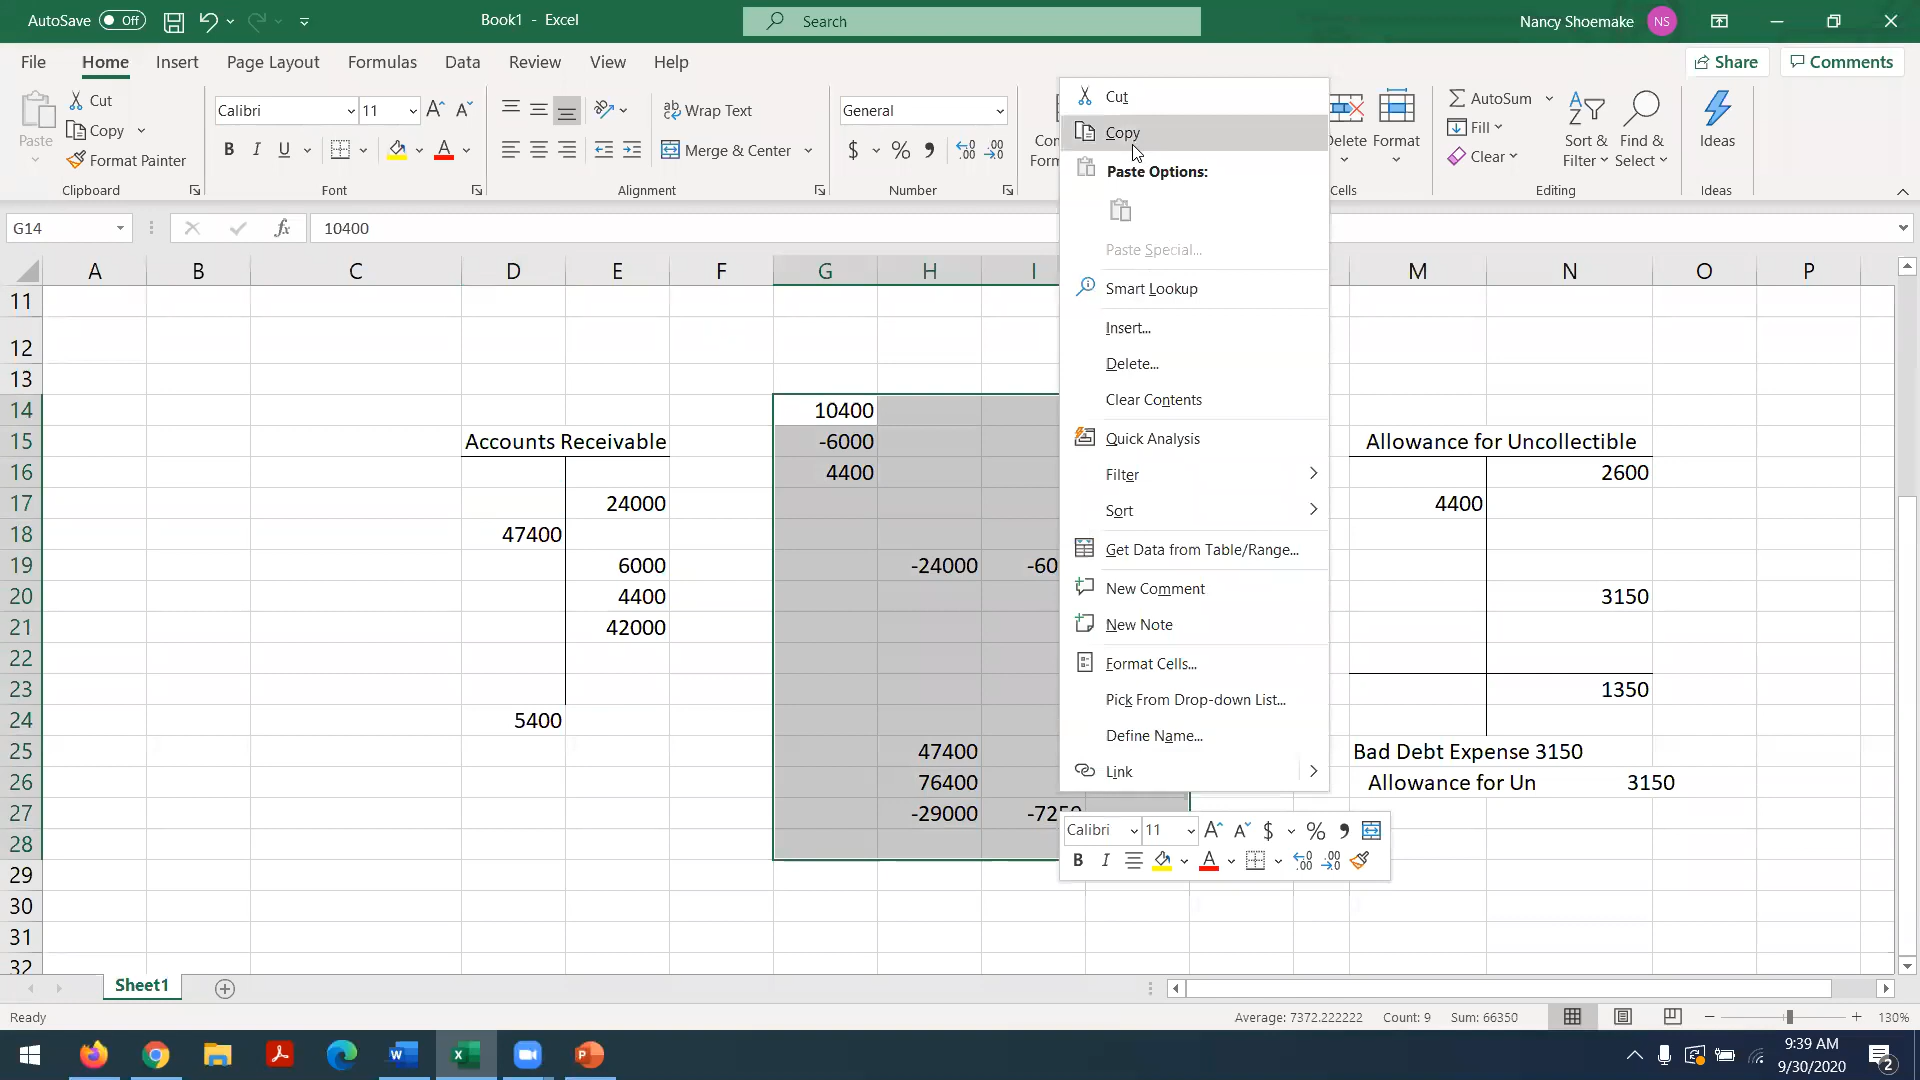 AutoSave Off Book1 - Excel Search Nancy Shoemake NS
File Home Insert Page Layout Formulas Data Review View Help Share Comments
Paste Cut Copy Format Painter
Clipboard
Calibri 11
B I U A
Font
Wrap Text
Merge & Center
Alignment
General
$ % ,
Number
Delete Format
Cells
AutoSum
Fill
Clear
Sort & Filter Find & Select
Editing
Ideas
Ideas
G14 fx 10400
A B C D E F G H I M N O P
11
12
13
14 10400
15 Accounts Receivable -6000 Allowance for Uncollectible
16 4400 2600
17 24000 4400
18 47400
19 6000 -24000 -60
20 4400 3150
21 42000
22
23 1350
24 5400
25 47400 Bad Debt Expense 3150
26 76400 Allowance for Un 3150
27 -29000 -7250
28
29
30
31
32
Cut
Copy
Paste Options:
Paste Special...
Smart Lookup
Insert...
Delete...
Clear Contents
Quick Analysis
Filter
Sort
Get Data from Table/Range...
New Comment
New Note
Format Cells...
Pick From Drop-down List...
Define Name...
Link
Calibri 11 $ % ,
B I A
Sheet1
Ready Average: 7372.222222 Count: 9 Sum: 66350 130%
9:39 AM
9/30/2020
2